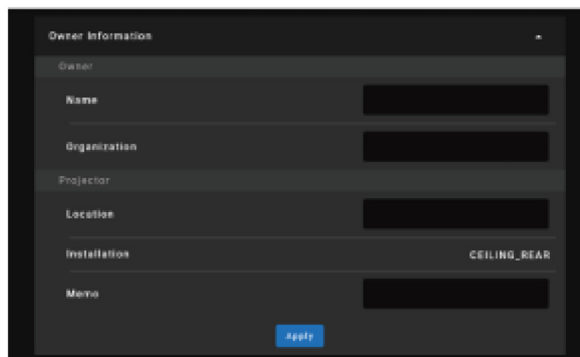 Owner Information
Owner
Name
Organization
Projector
Location
Installation CEILING_REAR
Memo
Apply